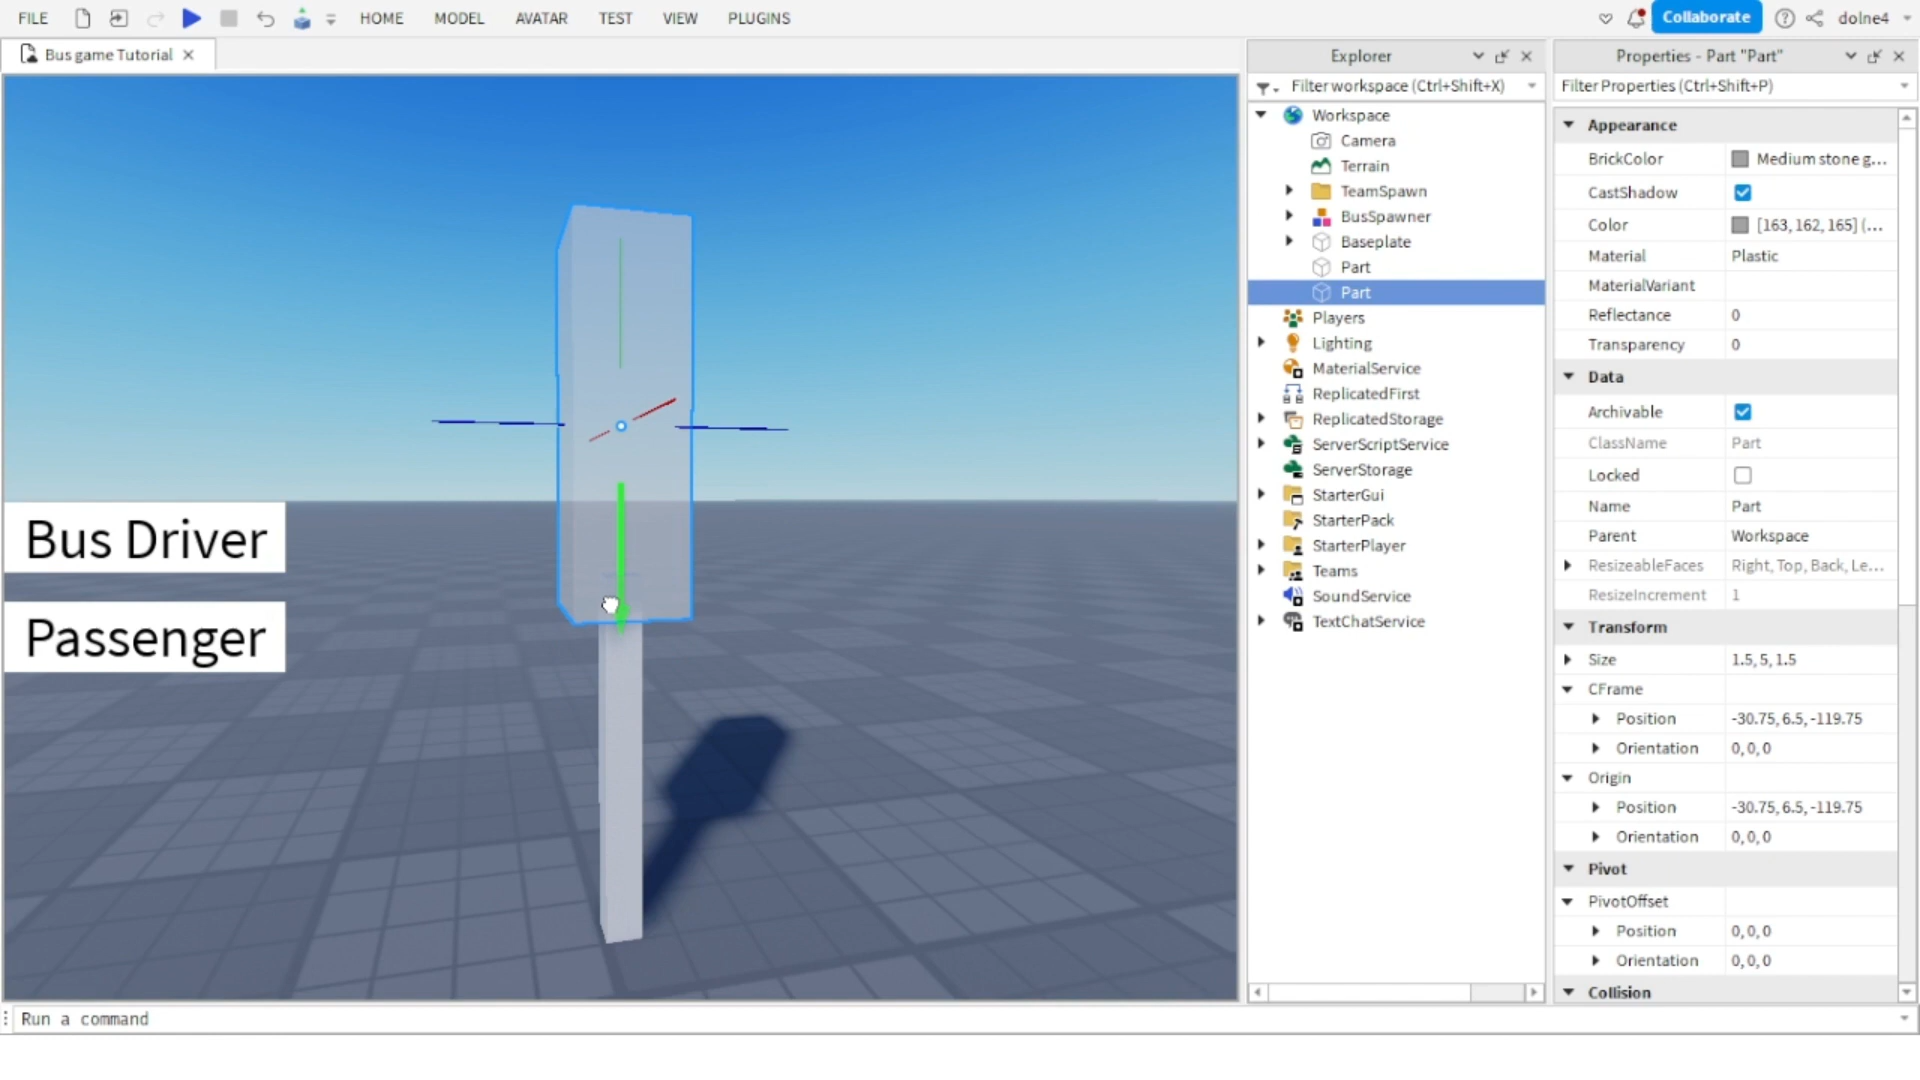 FILE HOME MODEL AVATAR TEST VIEW PLUGINS Collaborate dolne4
Bus game Tutorial
Bus Driver
Passenger
Run a command
Explorer
Filter workspace (Ctrl+Shift+X)
Workspace
Camera
Terrain
TeamSpawn
BusSpawner
Baseplate
Part
Part
Players
Lighting
MaterialService
ReplicatedFirst
ReplicatedStorage
ServerScriptService
ServerStorage
StarterGui
StarterPack
StarterPlayer
Teams
SoundService
TextChatService
Properties - Part "Part"
Filter Properties (Ctrl+Shift+P)
Appearance
BrickColor Medium stone g...
CastShadow
Color [163, 162, 165] (...
Material Plastic
MaterialVariant
Reflectance 0
Transparency 0
Data
Archivable
ClassName Part
Locked
Name Part
Parent Workspace
ResizeableFaces Right, Top, Back, Le...
ResizeIncrement 1
Transform
Size 1.5, 5, 1.5
CFrame
Position -30.75, 6.5, -119.75
Orientation 0, 0, 0
Origin
Position -30.75, 6.5, -119.75
Orientation 0, 0, 0
Pivot
PivotOffset
Position 0, 0, 0
Orientation 0, 0, 0
Collision